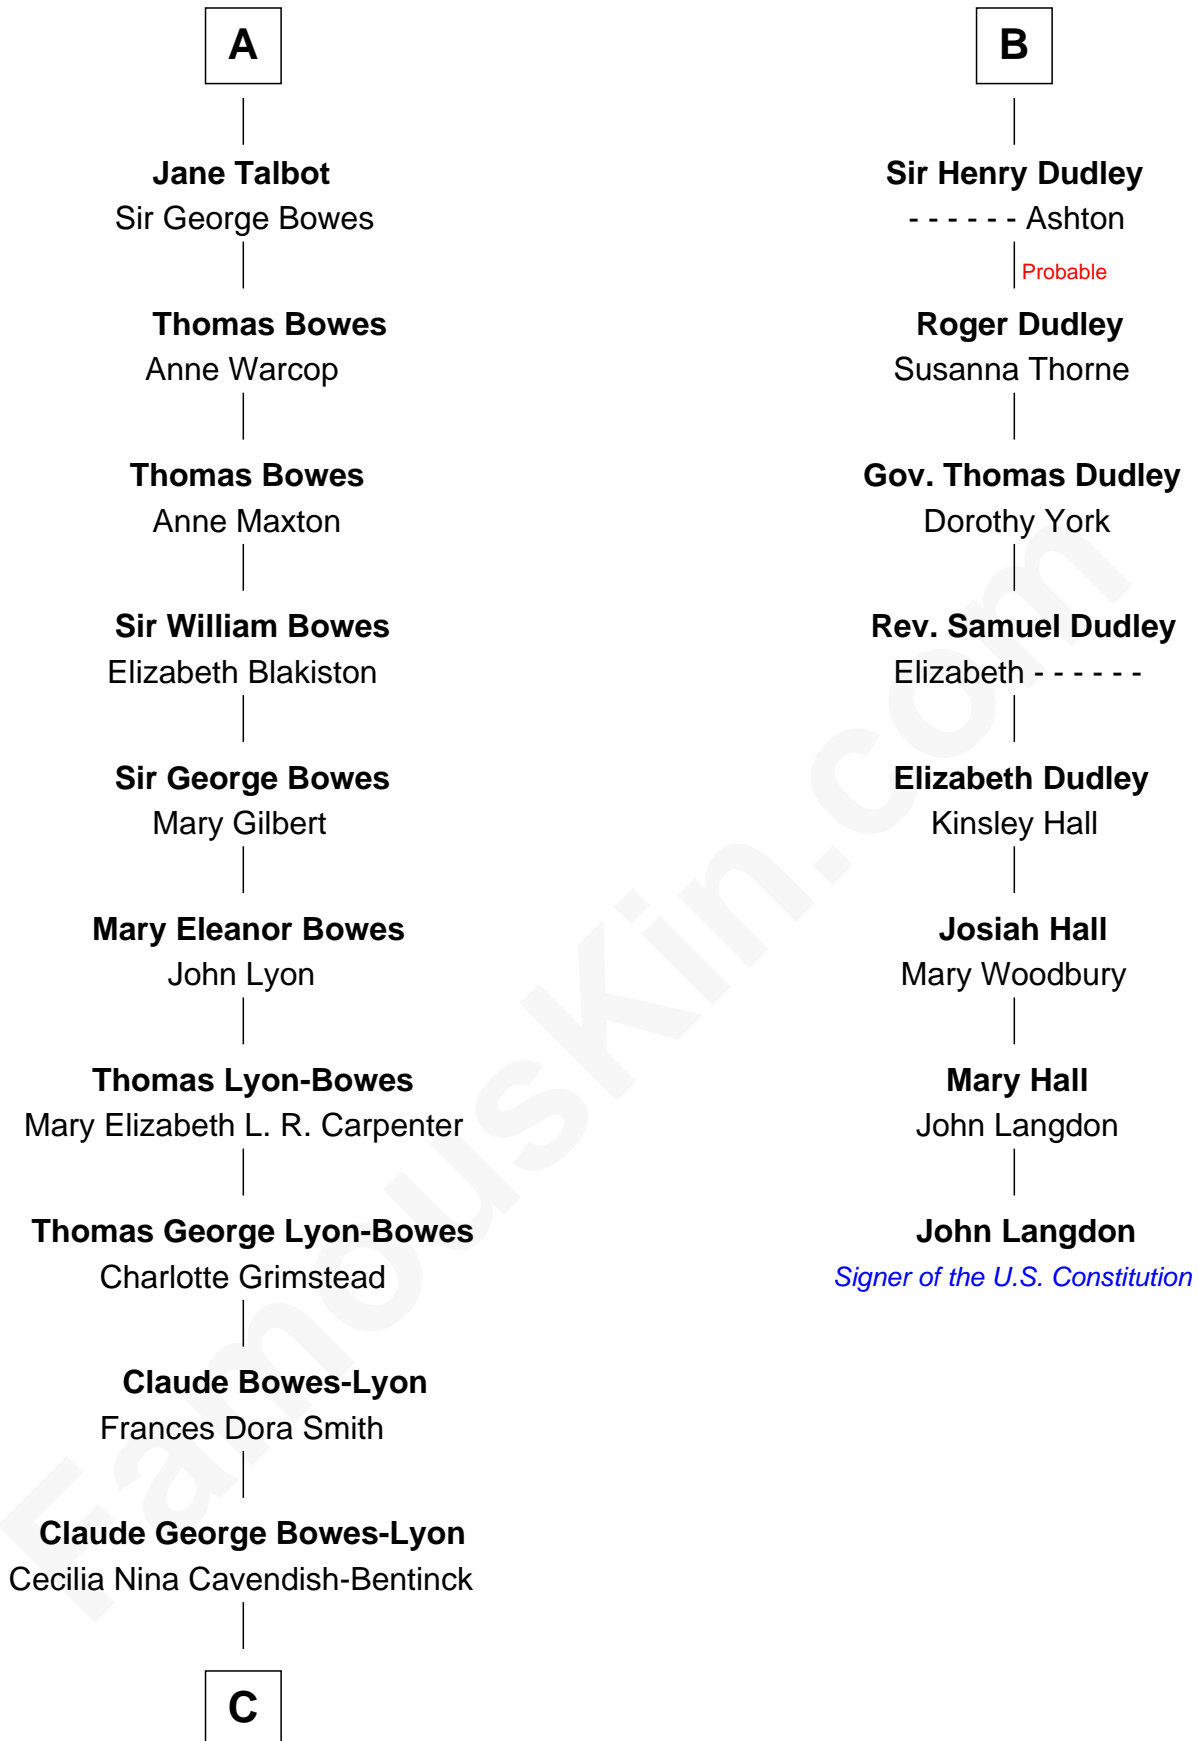 A
Jane Talbot
Sir George Bowes
Thomas Bowes
Anne Warcop
Thomas Bowes
Anne Maxton
Sir William Bowes
Elizabeth Blakiston
Sir George Bowes
Mary Gilbert
Mary Eleanor Bowes
John Lyon
Thomas Lyon-Bowes
Mary Elizabeth L. R. Carpenter
Thomas George Lyon-Bowes
Charlotte Grimstead
Claude Bowes-Lyon
Frances Dora Smith
Claude George Bowes-Lyon
Cecilia Nina Cavendish-Bentinck
C
B
Sir Henry Dudley
- - - - - - Ashton
Probable
Roger Dudley
Susanna Thorne
Gov. Thomas Dudley
Dorothy York
Rev. Samuel Dudley
Elizabeth - - - - - -
Elizabeth Dudley
Kinsley Hall
Josiah Hall
Mary Woodbury
Mary Hall
John Langdon
John Langdon
Signer of the U.S. Constitution
FamousKin.com